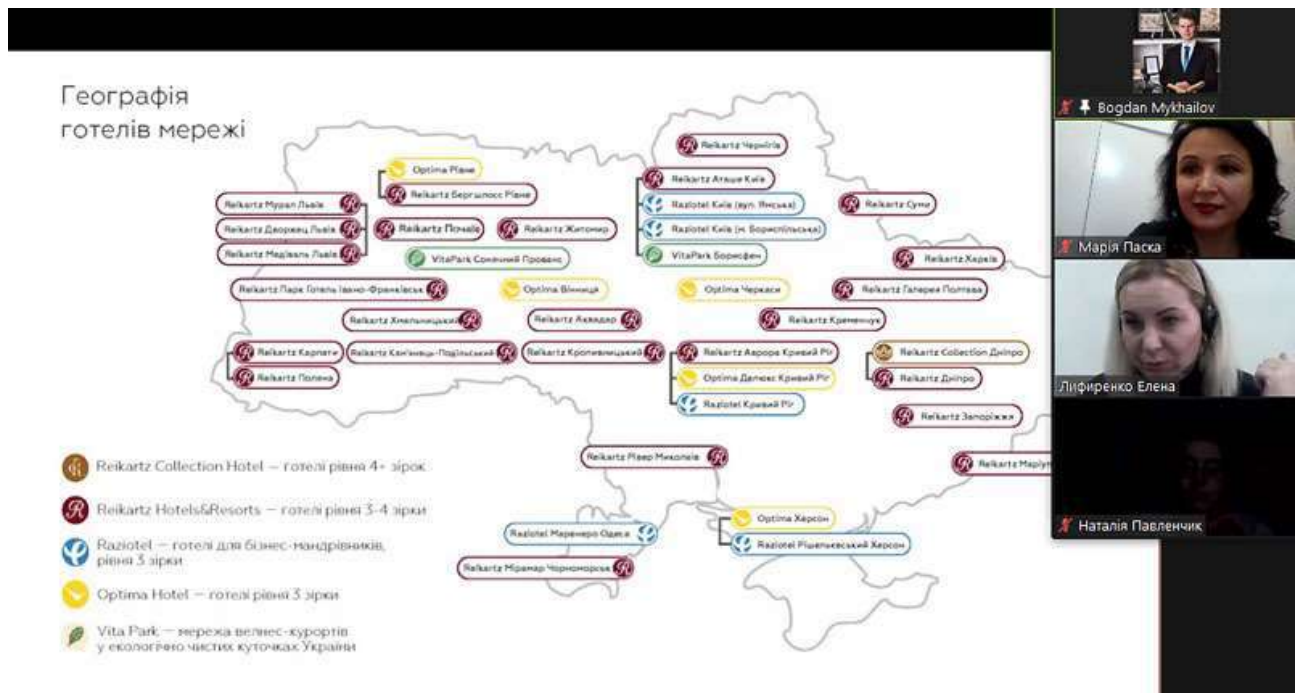 Географія
готелів мережі
Reikartz Чернігів
Optima Рівне
Reikartz Бергшлосс Рівне
Reikartz Аташе Київ
Raziotel Київ (вул. Ямська)
Raziotel Київ (м. Бориспільська)
VitaPark Борисфен
Reikartz Суми
Reikartz Мурал Львів
Reikartz Дворжец Львів
Reikartz Медіваль Львів
Reikartz Почаїв
Reikartz Житомир
VitaPark Сонячний Прованс
Reikartz Харків
Reikartz Парк Готель Івано-Франківськ
Optima Вінниця
Optima Черкаси
Reikartz Галерея Полтава
Reikartz Хмельницький
Reikartz Аквадар
Reikartz Кременчук
Reikartz Карпати
Reikartz Поляна
Reikartz Кам'янець-Подільський
Reikartz Кропивницький
Reikartz Аврора Кривий Ріг
Optima Делюкс Кривий Ріг
Raziotel Кривий Ріг
Reikartz Collection Дніпро
Reikartz Дніпро
Reikartz Запоріжжя
Reikartz Рівер Миколаїв
Reikartz Маріуп
Optima Херсон
Raziotel Рішельєвський Херсон
Raziotel Маренеро Одеса
Reikartz Мірамар Чорноморськ
Reikartz Collection Hotel – готелі рівня 4+ зірок
Reikartz Hotels&Resorts – готелі рівня 3-4 зірки
Raziotel – готелі для бізнес-мандрівників,
рівня 3 зірки
Optima Hotel – готелі рівня 3 зірки
Vita Park – мережа велнес-курортів
у екологічно чистих куточках України
Bogdan Mykhailov
Марія Паска
Лифиренко Елена
Наталія Павленчик